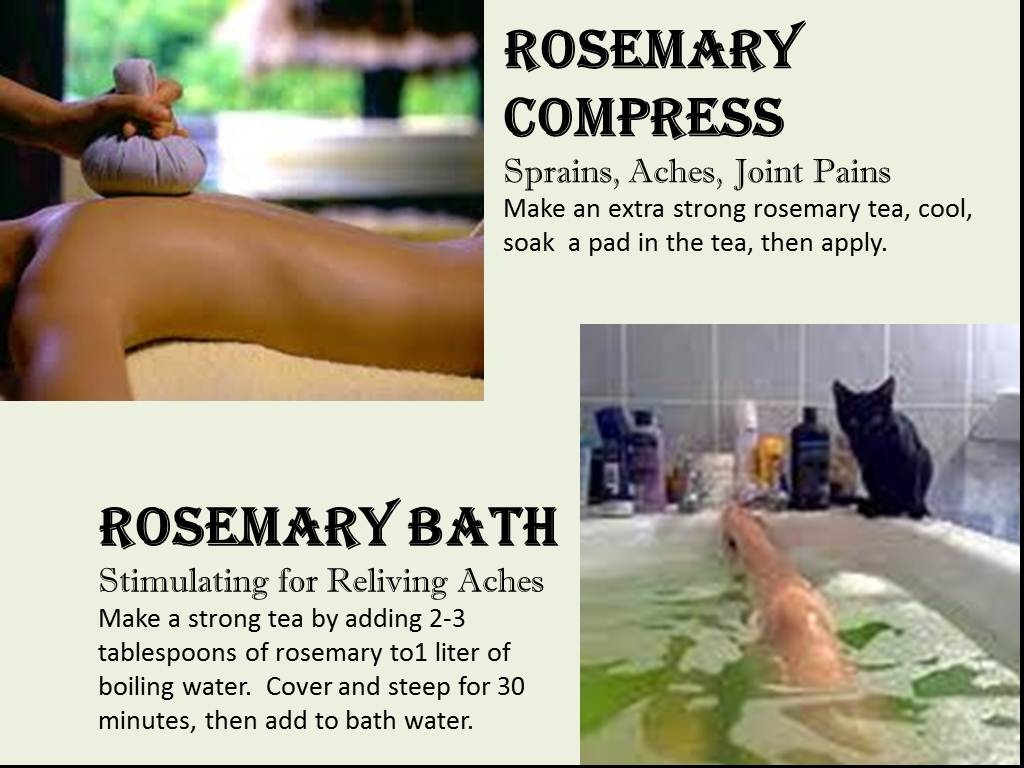 ROSEMARY
COMPRESS
Sprains, Aches, Joint Pains
Make an extra strong rosemary tea, cool,
soak  a pad in the tea, then apply.
ROSEMARY BATH
Stimulating for Reliving Aches
Make a strong tea by adding 2-3
tablespoons of rosemary to1 liter of
boiling water.  Cover and steep for 30
minutes, then add to bath water.